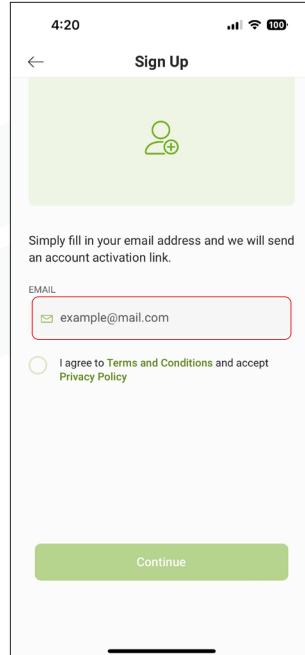 4:20
100
Sign Up
Simply fill in your email address and we will send
an account activation link.
EMAIL
example@mail.com
I agree to Terms and Conditions and accept
Privacy Policy
Continue